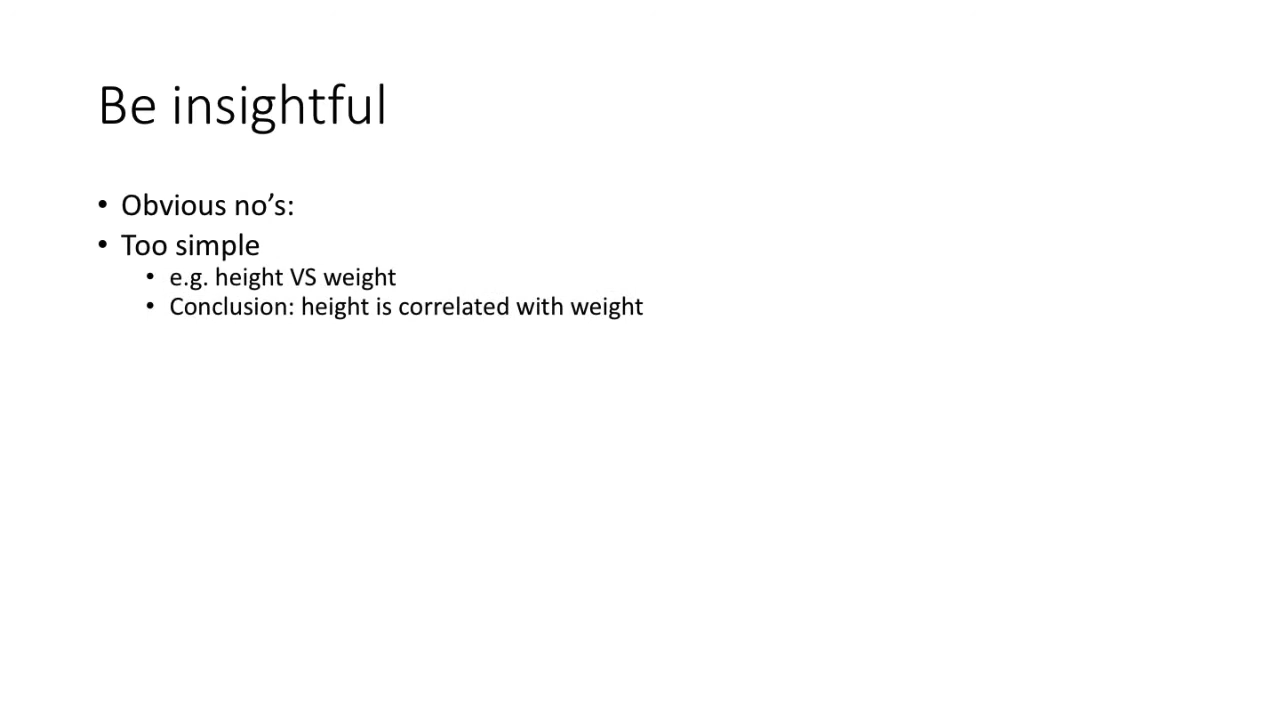 Be insightful
• Obvious no’s:
• Too simple
• e.g. height VS weight
• Conclusion: height is correlated with weight